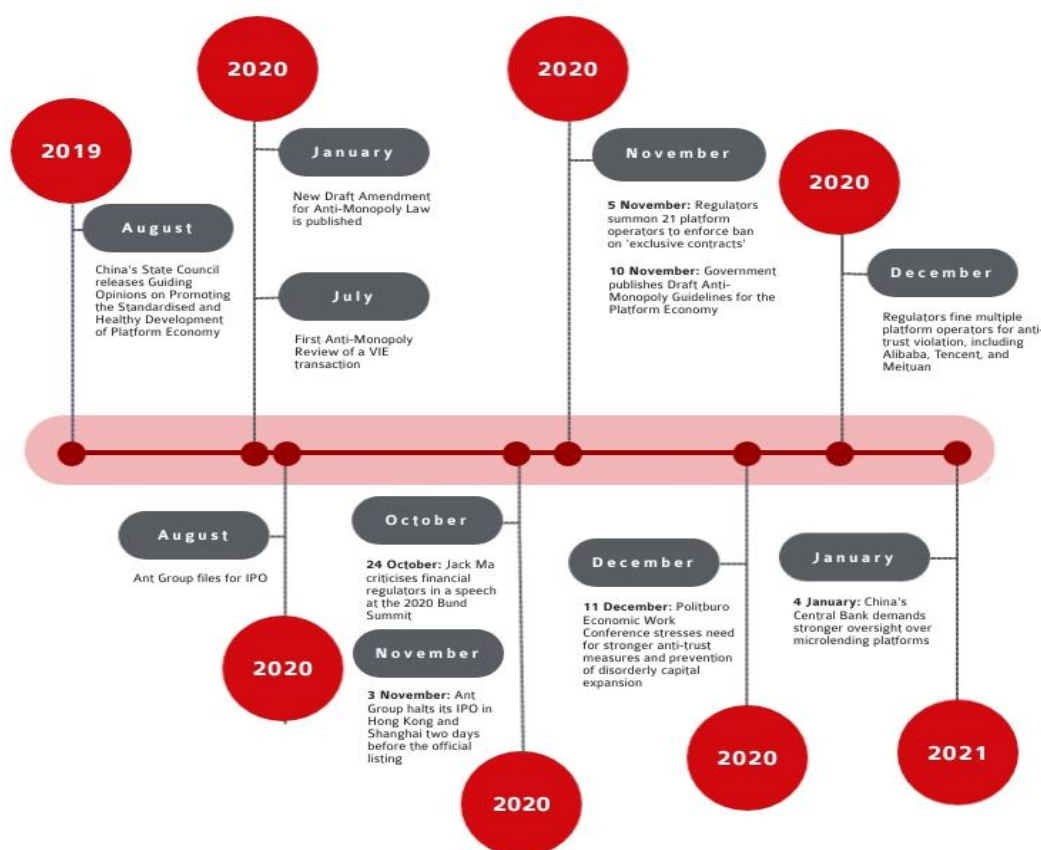 2019
August
China's State Council
releases Guiding
Opinions on Promoting
the Standardised and
Healthy Development
of Platform Economy
2020
January
New Draft Amendment
for Anti-Monopoly Law
is published
July
First Anti-Monopoly
Review of a VIE
transaction
2020
November
5 November: Regulators
summon 21 platform
operators to enforce ban
on 'exclusive contracts'
10 November: Government
publishes Draft Anti-
Monopoly Guidelines for the
Platform Economy
2020
December
Regulators fine multiple
platform operators for anti-
trust violation, including
Alibaba, Tencent, and
Meituan
August
Ant Group files for IPO
2020
October
24 October: Jack Ma
criticises financial
regulators in a speech
at the 2020 Bund
Summit
November
3 November: Ant
Group halts its IPO in
Hong Kong and
Shanghai two days
before the official
listing
2020
December
11 December: Politburo
Economic Work
Conference stresses need
for stronger anti-trust
measures and prevention
of disorderly capital
expansion
2020
January
4 January: China's
Central Bank demands
stronger oversight over
microlending platforms
2021